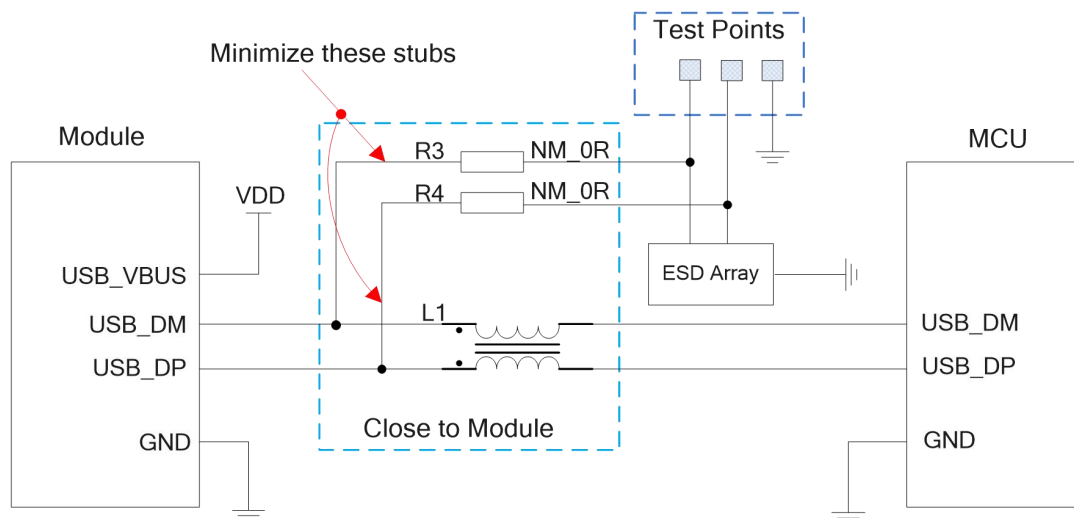 Test Points
Minimize these stubs
Module
MCU
R3
NM_0R
R4
NM_0R
VDD
USB_VBUS
ESD Array
L1
USB_DM
USB_DM
USB_DP
USB_DP
Close to Module
GND
GND